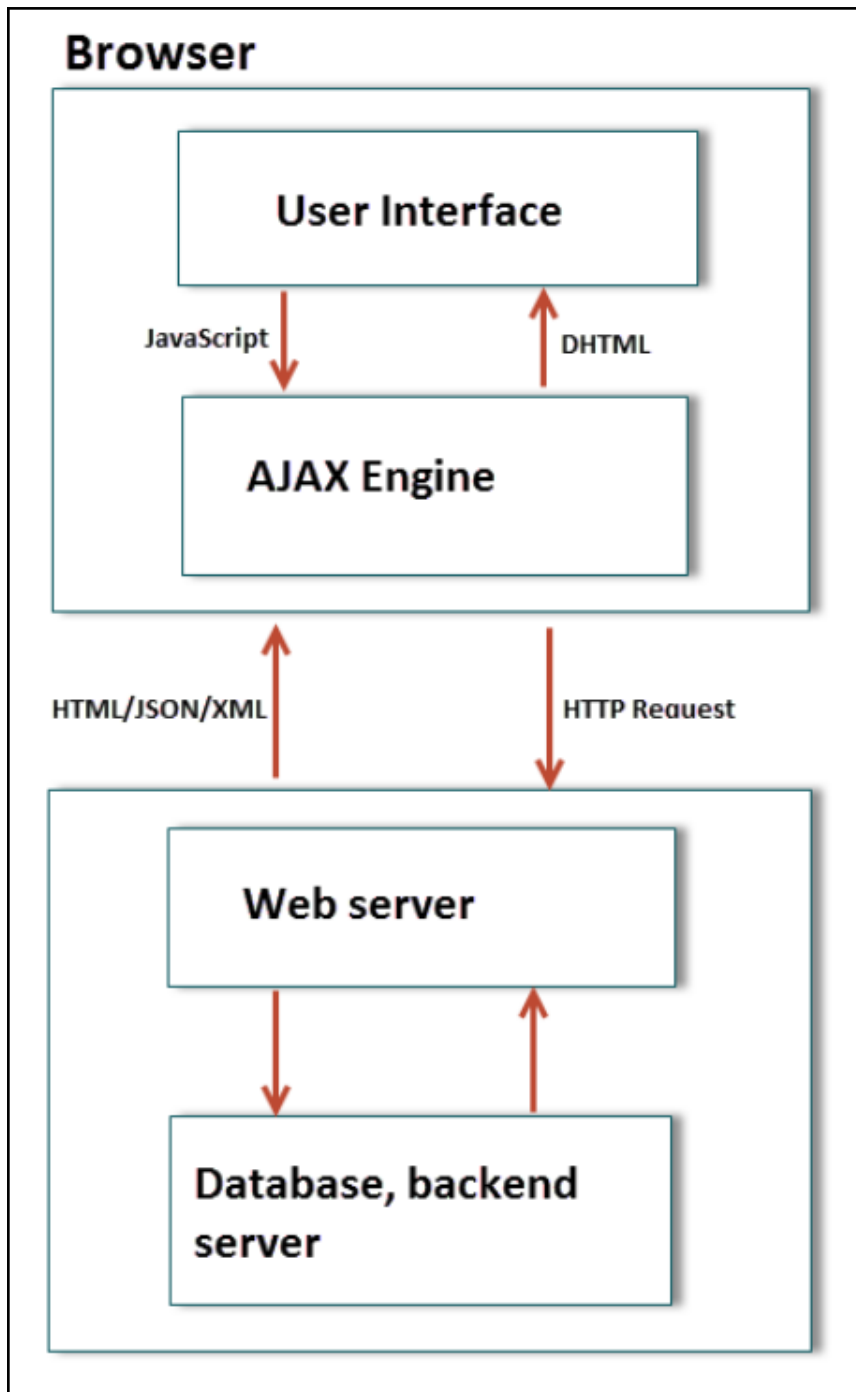 Browser
User Interface
JavaScript
DHTML
AJAX Engine
HTML/JSON/XML
HTTP Request
Web server
Database, backend
server